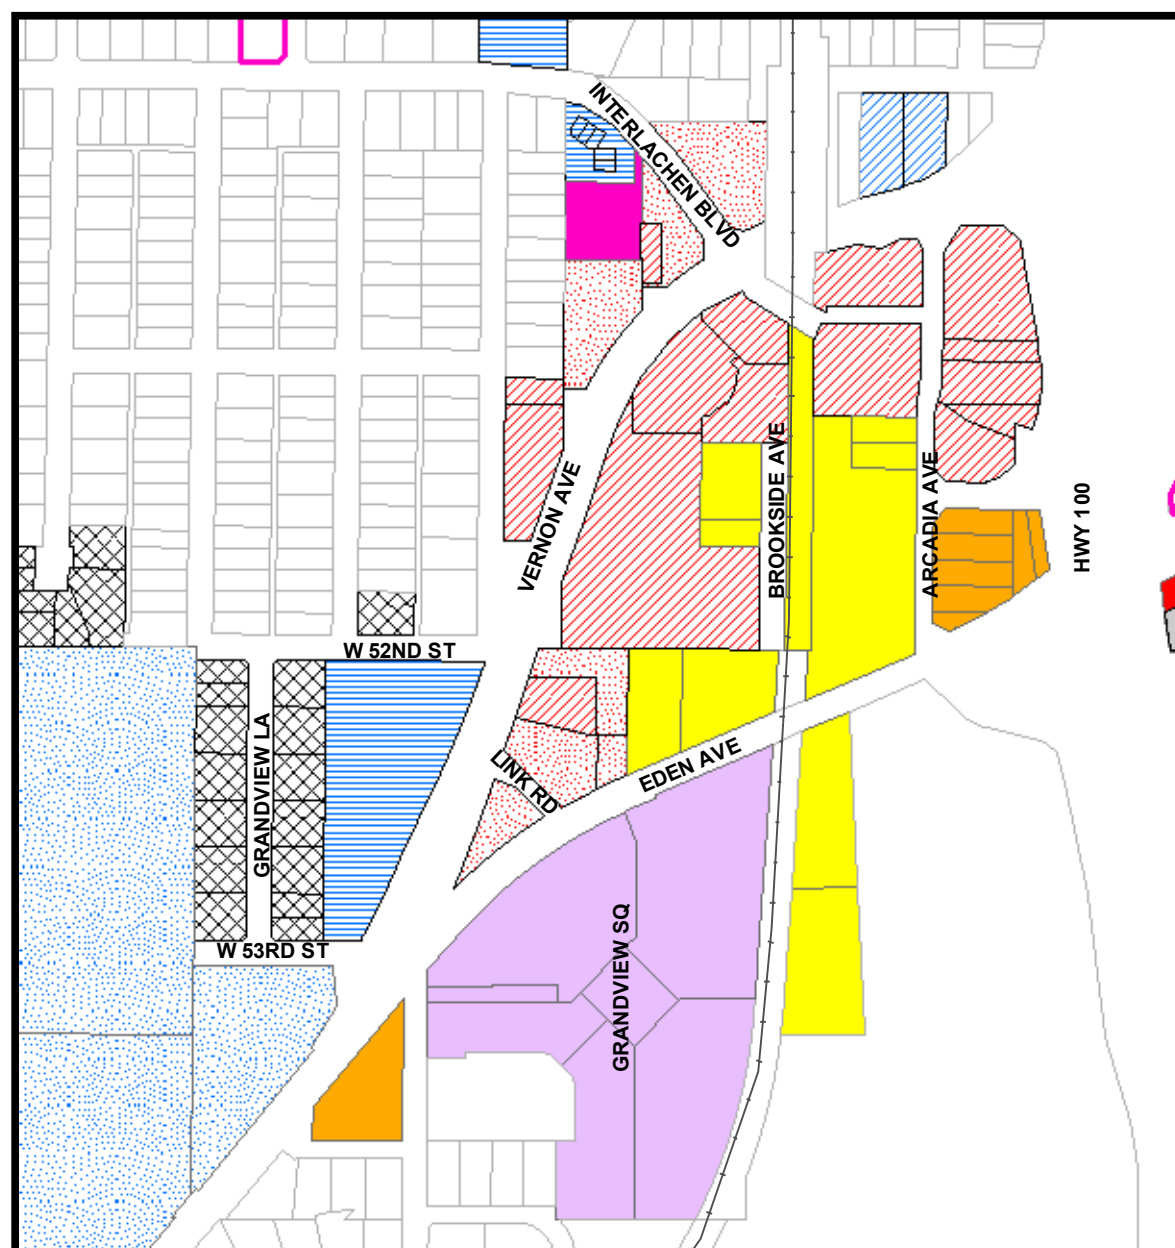 INTERLACHEN BLVD
VERNON AVE
BROOKSIDE AVE
ARCADIA AVE
HWY 100
W 52ND ST
GRANDVIEW LA
LINK RD
EDEN AVE
W 53RD ST
GRANDVIEW SQ